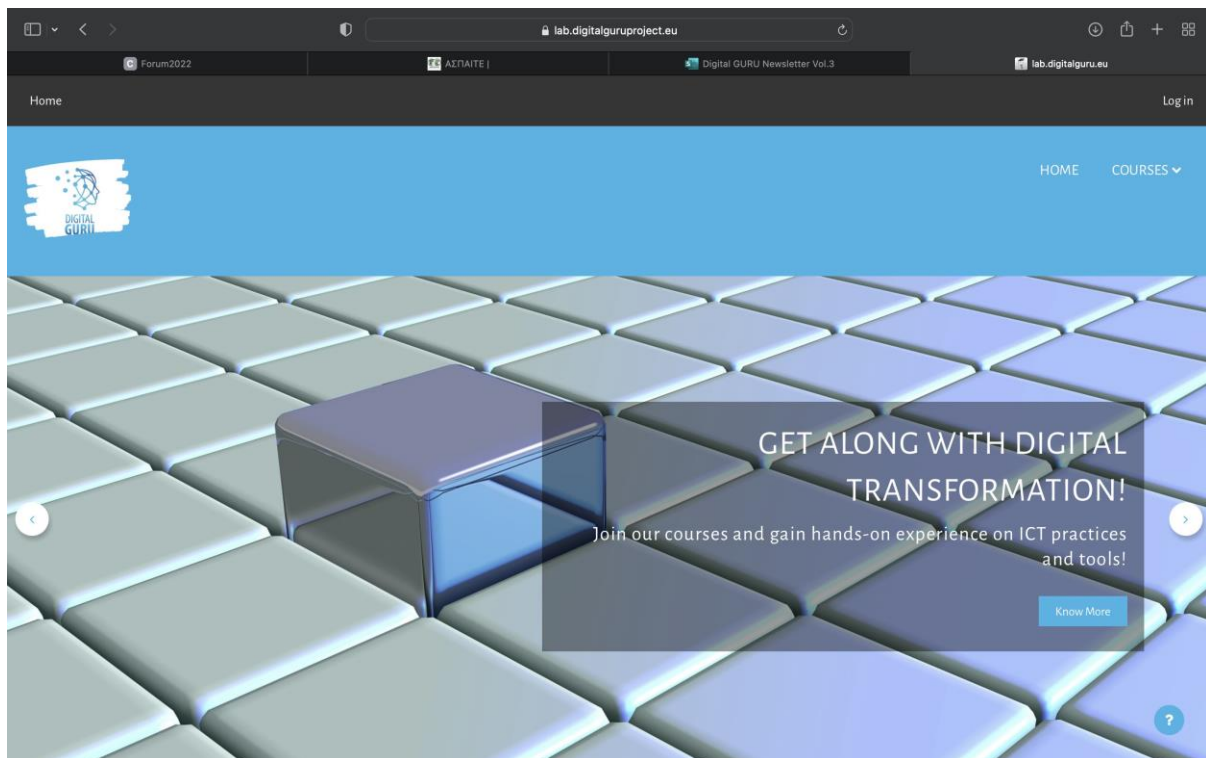 lab.digitalguruproject.eu
Forum2022
ΑΣΠΑΙΤΕ |
Digital GURU Newsletter Vol.3
lab.digitalguru.eu
Home
Log in
DIGITAL
GURU
HOME
COURSES
GET ALONG WITH DIGITAL
TRANSFORMATION!
Join our courses and gain hands-on experience on ICT practices
and tools!
Know More
?